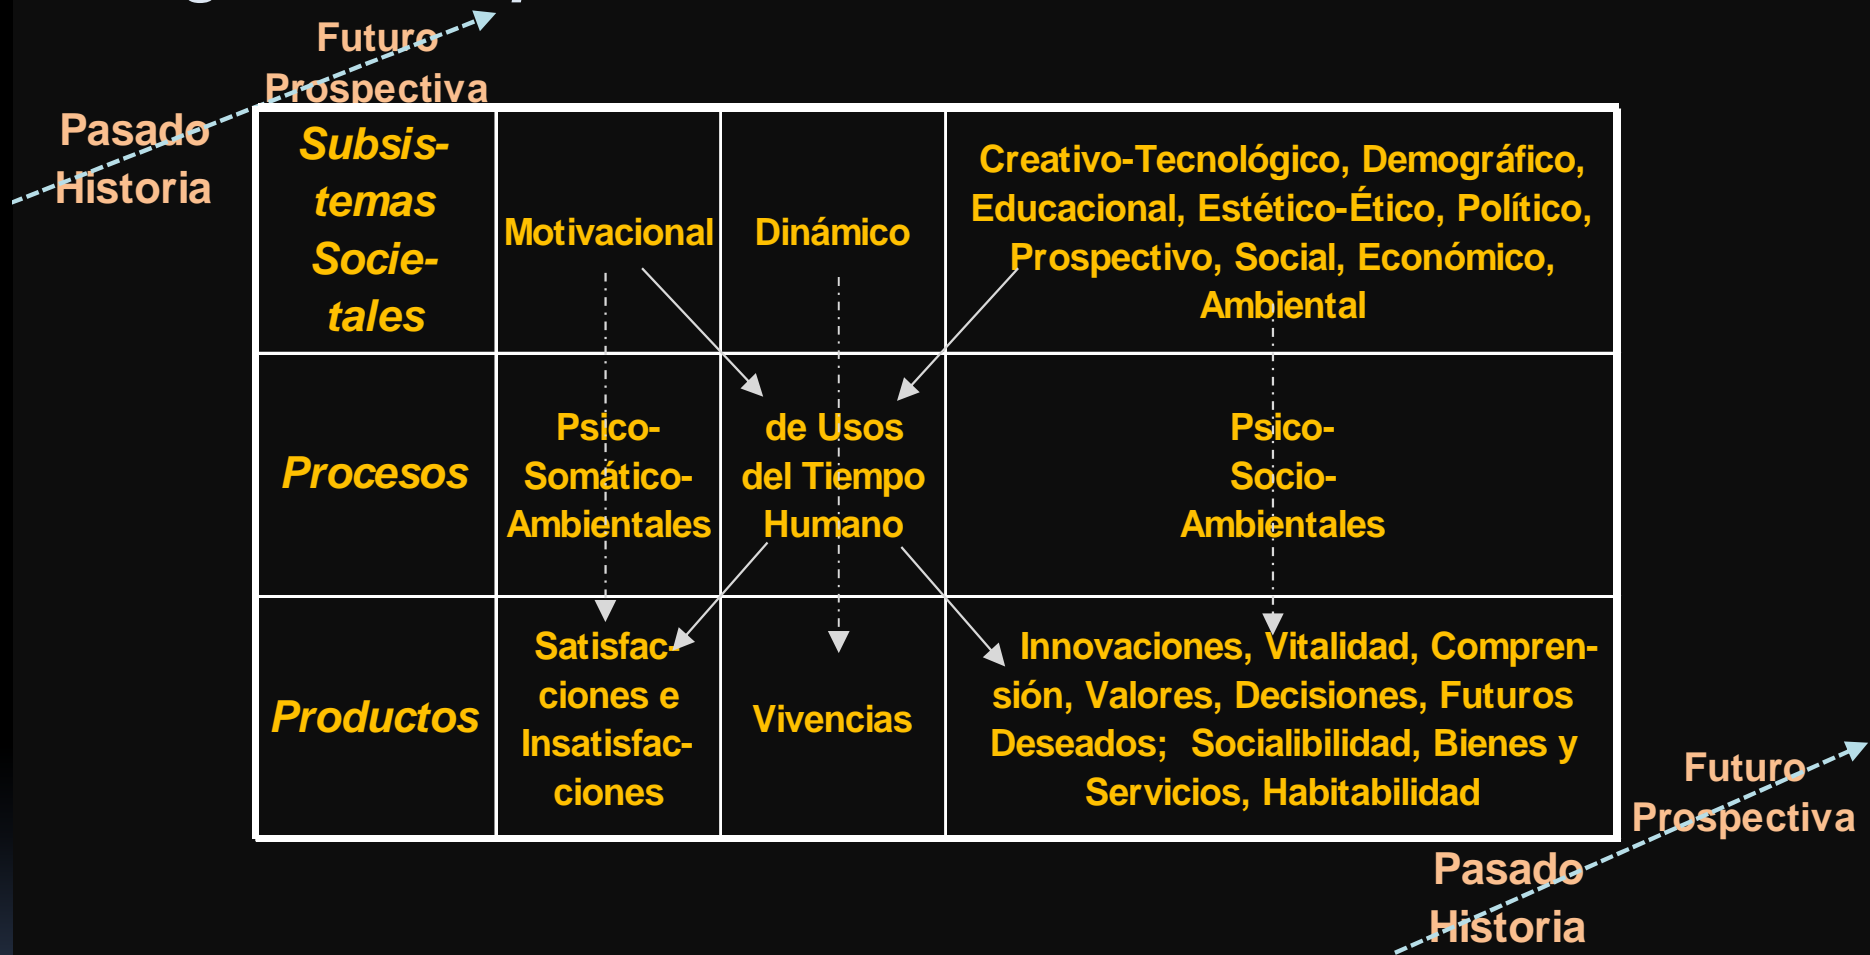 Futuro
Prospectiva
Pasado
Historia
Subsis-
temas
Socie-
tales
Motivacional
Dinámico
Creativo-Tecnológico, Demográfico,
Educacional, Estético-Ético, Político,
Prospectivo, Social, Económico,
Ambiental
Procesos
Psico-
Somático-
Ambientales
de Usos
del Tiempo
Humano
Psico-
Socio-
Ambientales
Productos
Satisfac-
ciones e
Insatisfac-
ciones
Vivencias
Innovaciones, Vitalidad, Compren-
sión, Valores, Decisiones, Futuros
Deseados; Socialibilidad, Bienes y
Servicios, Habitabilidad
Futuro
Prospectiva
Pasado
Historia